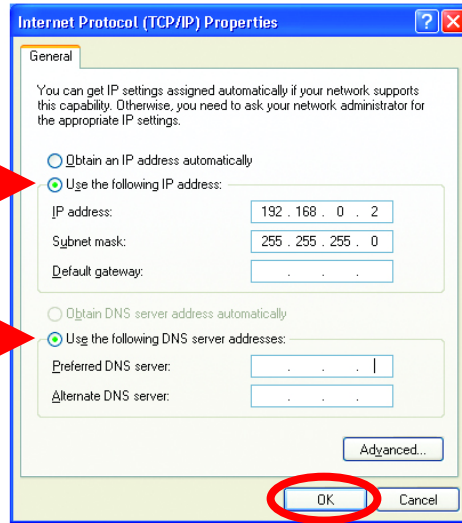 Internet Protocol (TCP/IP) Properties
General
You can get IP settings assigned automatically if your network supports
this capability. Otherwise, you need to ask your network administrator for
the appropriate IP settings.
Obtain an IP address automatically
Use the following IP address:
IP address: 192 . 168 . 0 . 2
Subnet mask: 255 . 255 . 255 . 0
Default gateway: . . .
Obtain DNS server address automatically
Use the following DNS server addresses:
Preferred DNS server: . . .
Alternate DNS server: . . .
Advanced...
OK Cancel